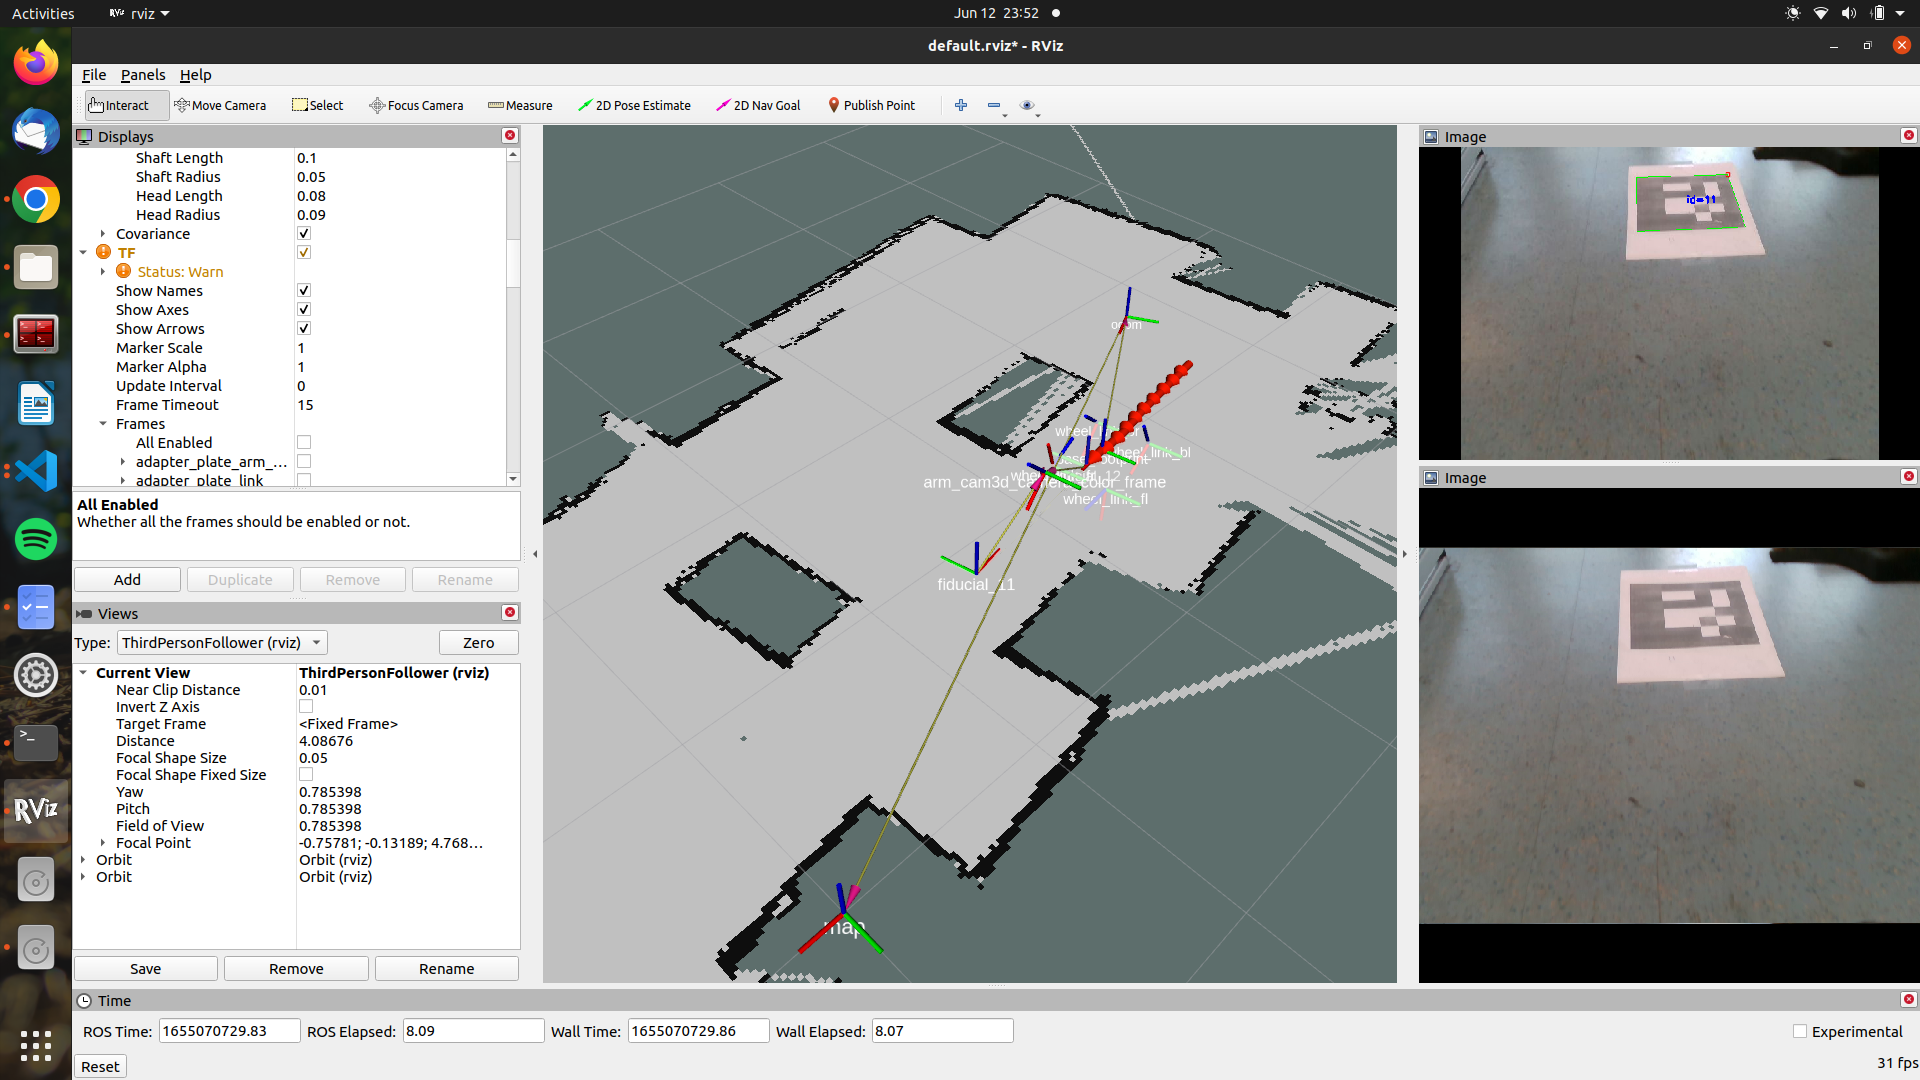 Activities
rviz
Jun 12 23:52
default.rviz* - RViz
File Panels Help
Interact
Move Camera
Select
Focus Camera
Measure
2D Pose Estimate
2D Nav Goal
Publish Point
Displays
Shaft Length 0.1
Shaft Radius 0.05
Head Length 0.08
Head Radius 0.09
Covariance
TF
Status: Warn
Show Names
Show Axes
Show Arrows
Marker Scale 1
Marker Alpha 1
Update Interval 0
Frame Timeout 15
Frames
All Enabled
adapter_plate_arm_...
adapter_plate_link
All Enabled
Whether all the frames should be enabled or not.
Add Duplicate Remove Rename
Views
Type: ThirdPersonFollower (rviz) Zero
Current View ThirdPersonFollower (rviz)
Near Clip Distance 0.01
Invert Z Axis
Target Frame <Fixed Frame>
Distance 4.08676
Focal Shape Size 0.05
Focal Shape Fixed Size
Yaw 0.785398
Pitch 0.785398
Field of View 0.785398
Focal Point -0.75781; -0.13189; 4.768...
Orbit Orbit (rviz)
Orbit Orbit (rviz)
Save Remove Rename
odom
wheel_link_bl
arm_cam3d_camera_color_frame
wheel_link_fl
fiducial_11
map
Image
id=11
Image
Time
ROS Time: 1655070729.83 ROS Elapsed: 8.09 Wall Time: 1655070729.86 Wall Elapsed: 8.07
Experimental
Reset
31 fps
RViz